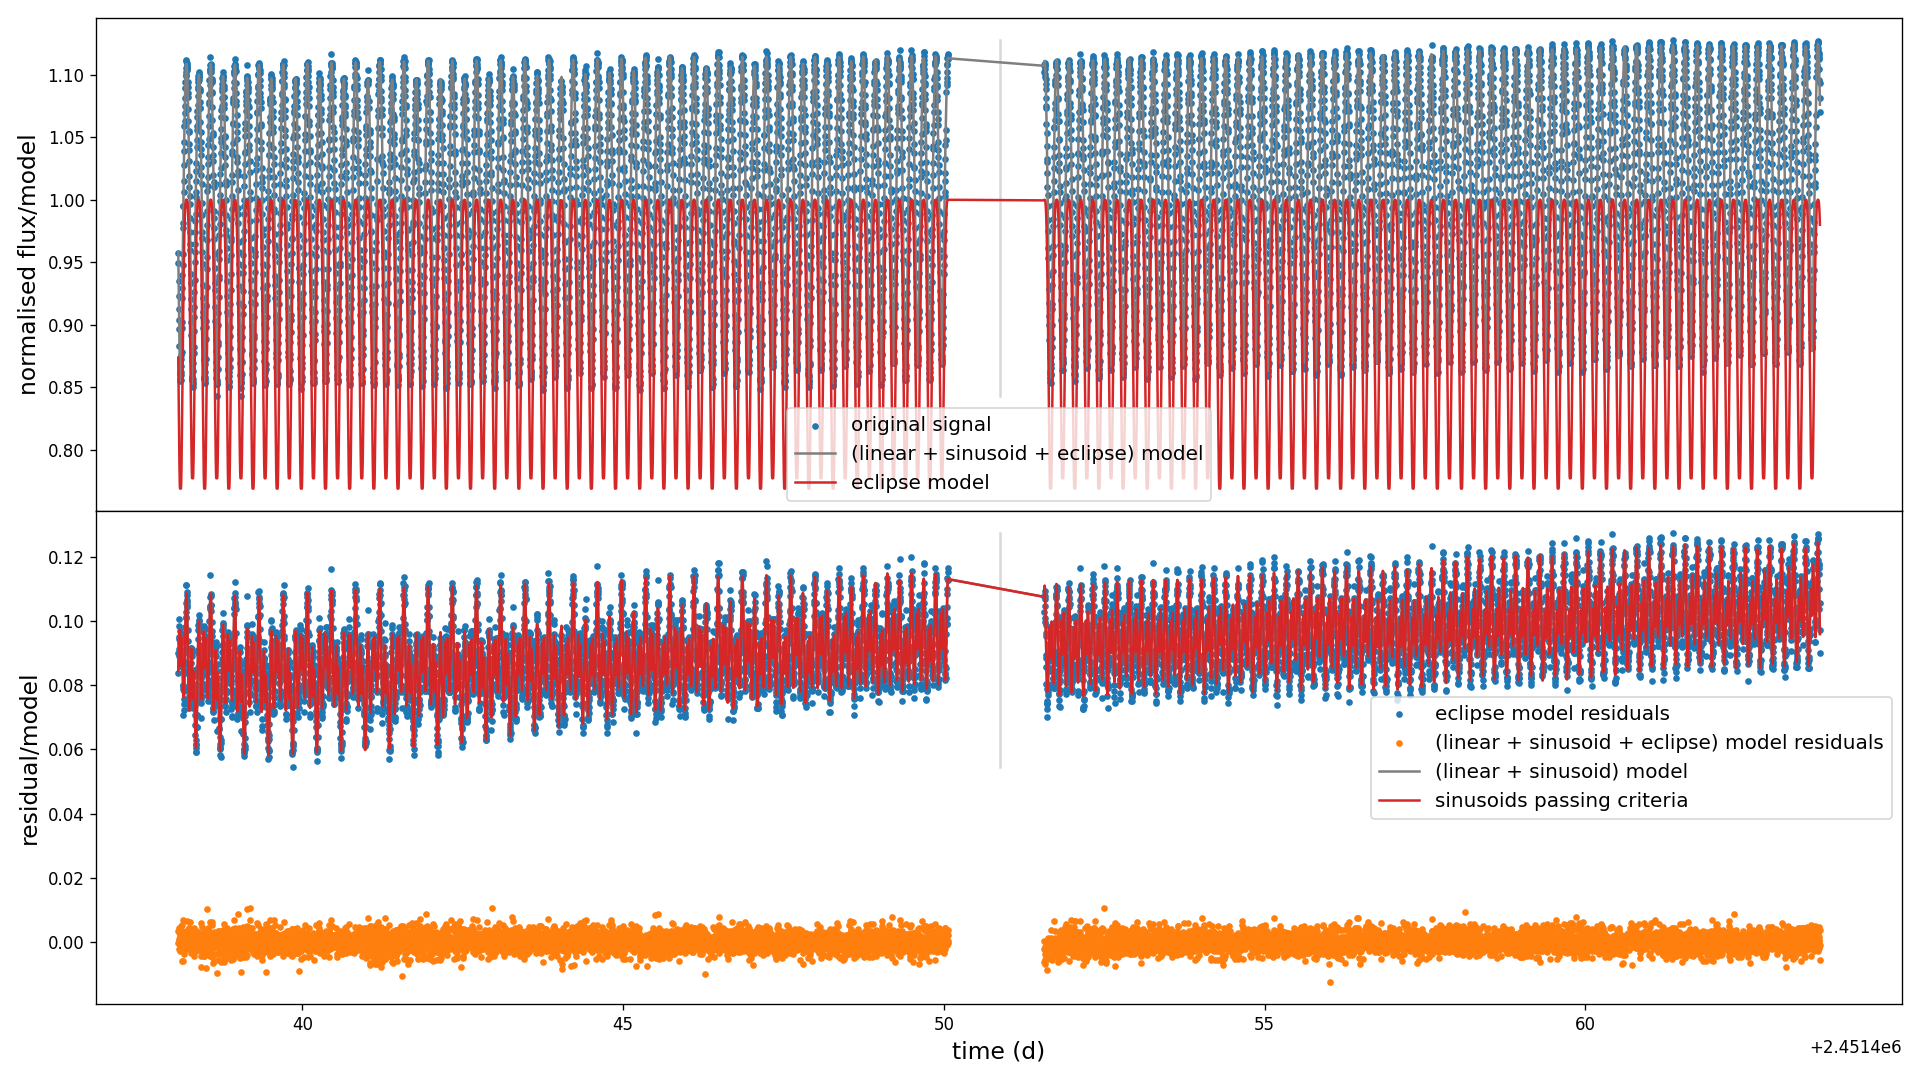 normalised flux/model
1.10
1.05
1.00
0.95
0.90
0.85
0.80
original signal
(linear + sinusoid + eclipse) model
eclipse model
residual/model
0.12
0.10
0.08
0.06
0.04
0.02
0.00
eclipse model residuals
(linear + sinusoid + eclipse) model residuals
(linear + sinusoid) model
sinusoids passing criteria
40 45 50 55 60
time (d)
+2.4514e6